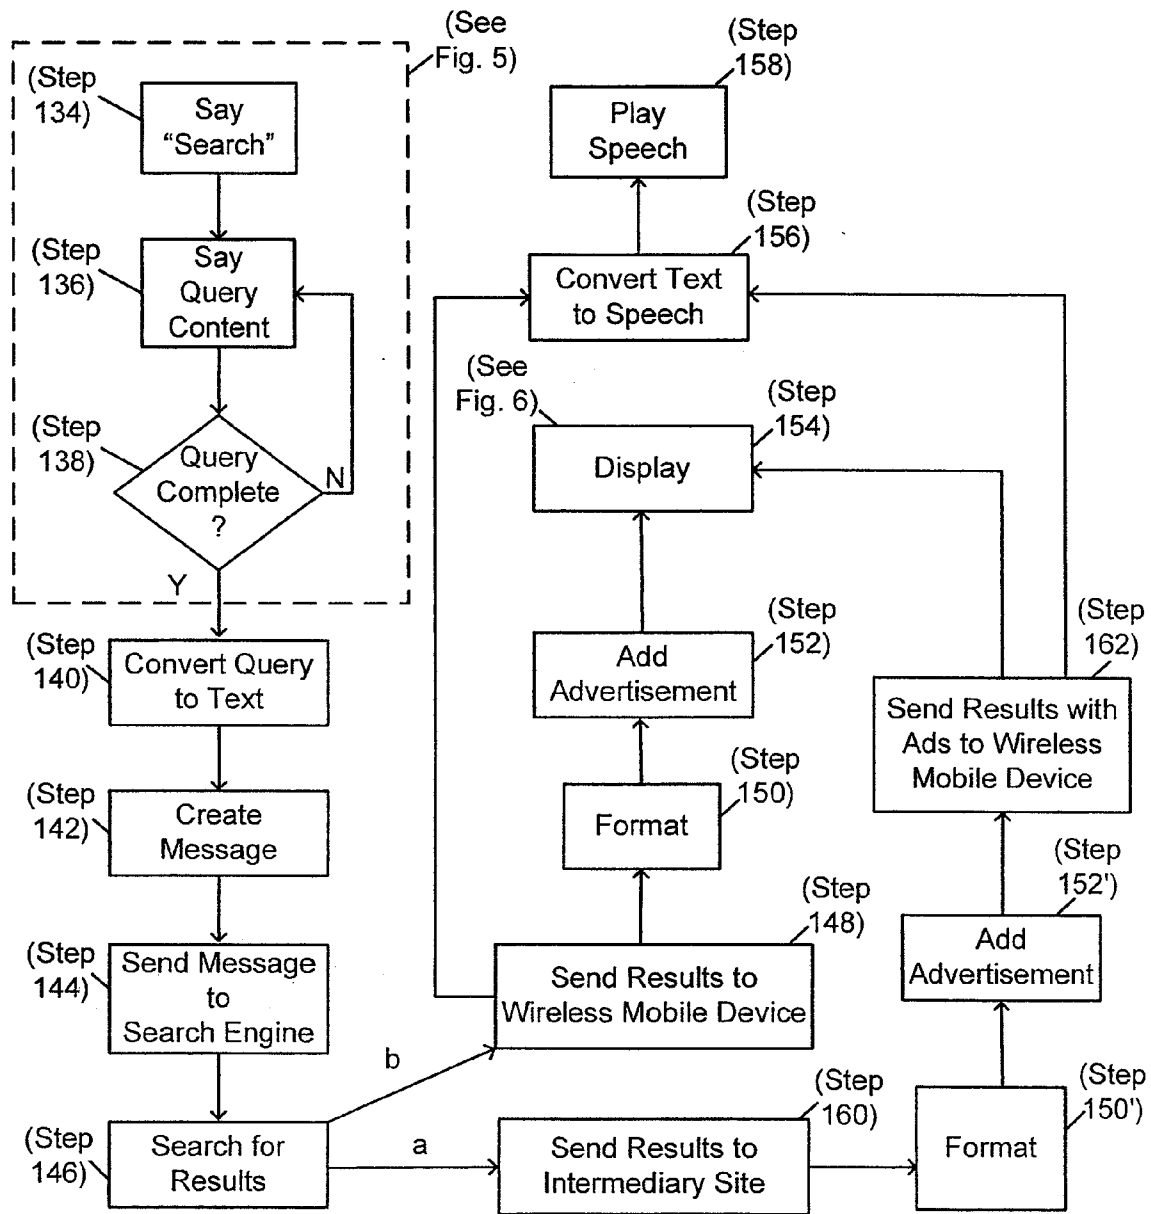 (See
Fig. 5)
(Step
134)
Say
“Search”
(Step
136)
Say
Query
Content
(Step
138)
Query
Complete
?
N
Y
(Step
140)
Convert Query
to Text
(Step
142)
Create
Message
(Step
144)
Send Message
to
Search Engine
(Step
146)
Search for
Results
b
a
(Step
158)
Play
Speech
(Step
156)
Convert Text
to Speech
(See
Fig. 6)
(Step
154)
Display
(Step
152)
Add
Advertisement
(Step
150)
Format
(Step
148)
Send Results to
Wireless Mobile Device
(Step
160)
Send Results to
Intermediary Site
(Step
162)
Send Results with
Ads to Wireless
Mobile Device
(Step
152')
Add
Advertisement
(Step
150')
Format